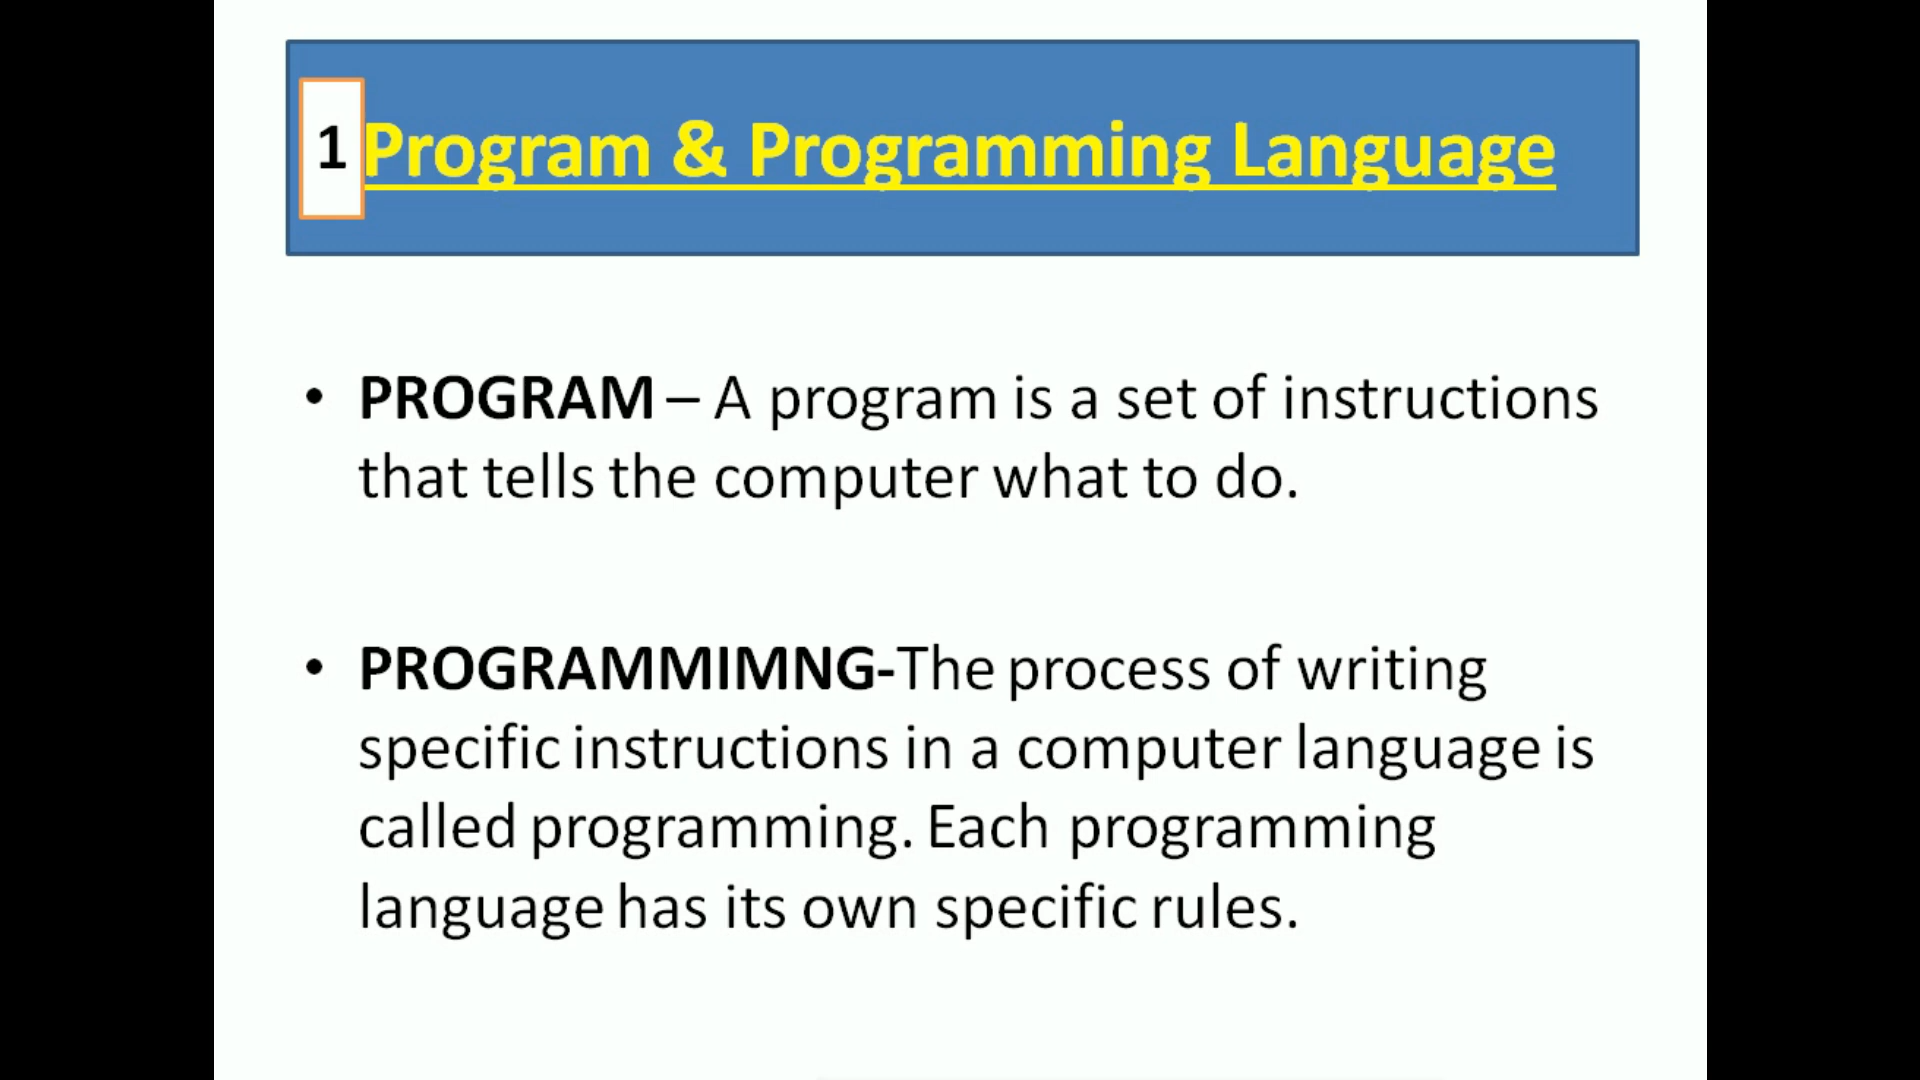 1 Program & Programming Language
• PROGRAM – A program is a set of instructions
that tells the computer what to do.
• PROGRAMMIMNG-The process of writing
specific instructions in a computer language is
called programming. Each programming
language has its own specific rules.